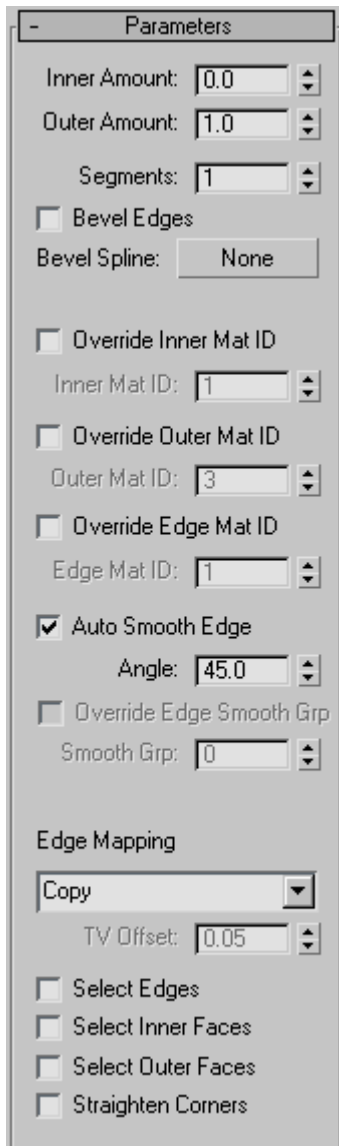 - Parameters
Inner Amount: 0.0
Outer Amount: 1.0
Segments: 1
Bevel Edges
Bevel Spline: None
Override Inner Mat ID
Inner Mat ID: 1
Override Outer Mat ID
Outer Mat ID: 3
Override Edge Mat ID
Edge Mat ID: 1
Auto Smooth Edge
Angle: 45.0
Override Edge Smooth Grp
Smooth Grp: 0
Edge Mapping
Copy
TV Offset: 0.05
Select Edges
Select Inner Faces
Select Outer Faces
Straighten Corners